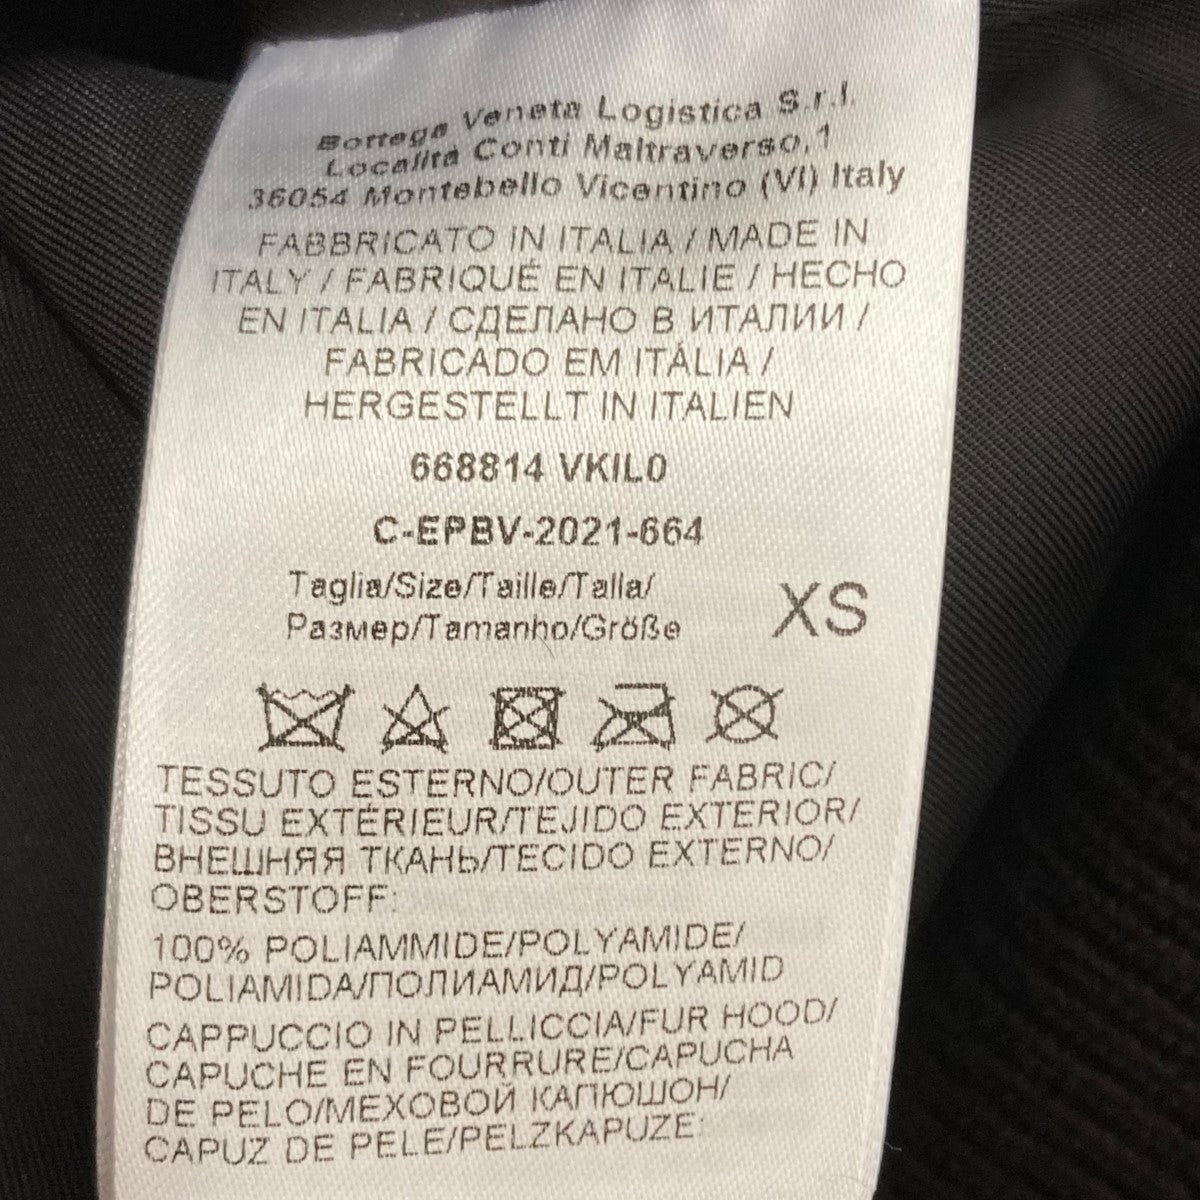 Bottega Veneta Logistica S.r.l.
Località Conti Maltraverso,1
36054 Montebello Vicentino (VI) Italy
FABBRICATO IN ITALIA / MADE IN
ITALY / FABRIQUÉ EN ITALIE / HECHO
EN ITALIA / СДЕЛАНО В ИТАЛИИ /
FABRICADO EM ITÁLIA /
HERGESTELLT IN ITALIEN
668814 VKIL0
C-EPBV-2021-664
Taglia/Size/Taille/Talla/
Размер/Tamanho/Größe
XS
TESSUTO ESTERNO/OUTER FABRIC/
TISSU EXTÉRIEUR/TEJIDO EXTERIOR/
ВНЕШНЯЯ ТКАНЬ/TECIDO EXTERNO/
OBERSTOFF:
100% POLIAMMIDE/POLYAMIDE/
POLIAMIDA/ПОЛИАМИД/POLYAMID
CAPPUCCIO IN PELLICCIA/FUR HOOD/
CAPUCHE EN FOURRURE/CAPUCHA
DE PELO/МЕХОВОЙ КАПЮШОН/
CAPUZ DE PELE/PELZKAPUZE: